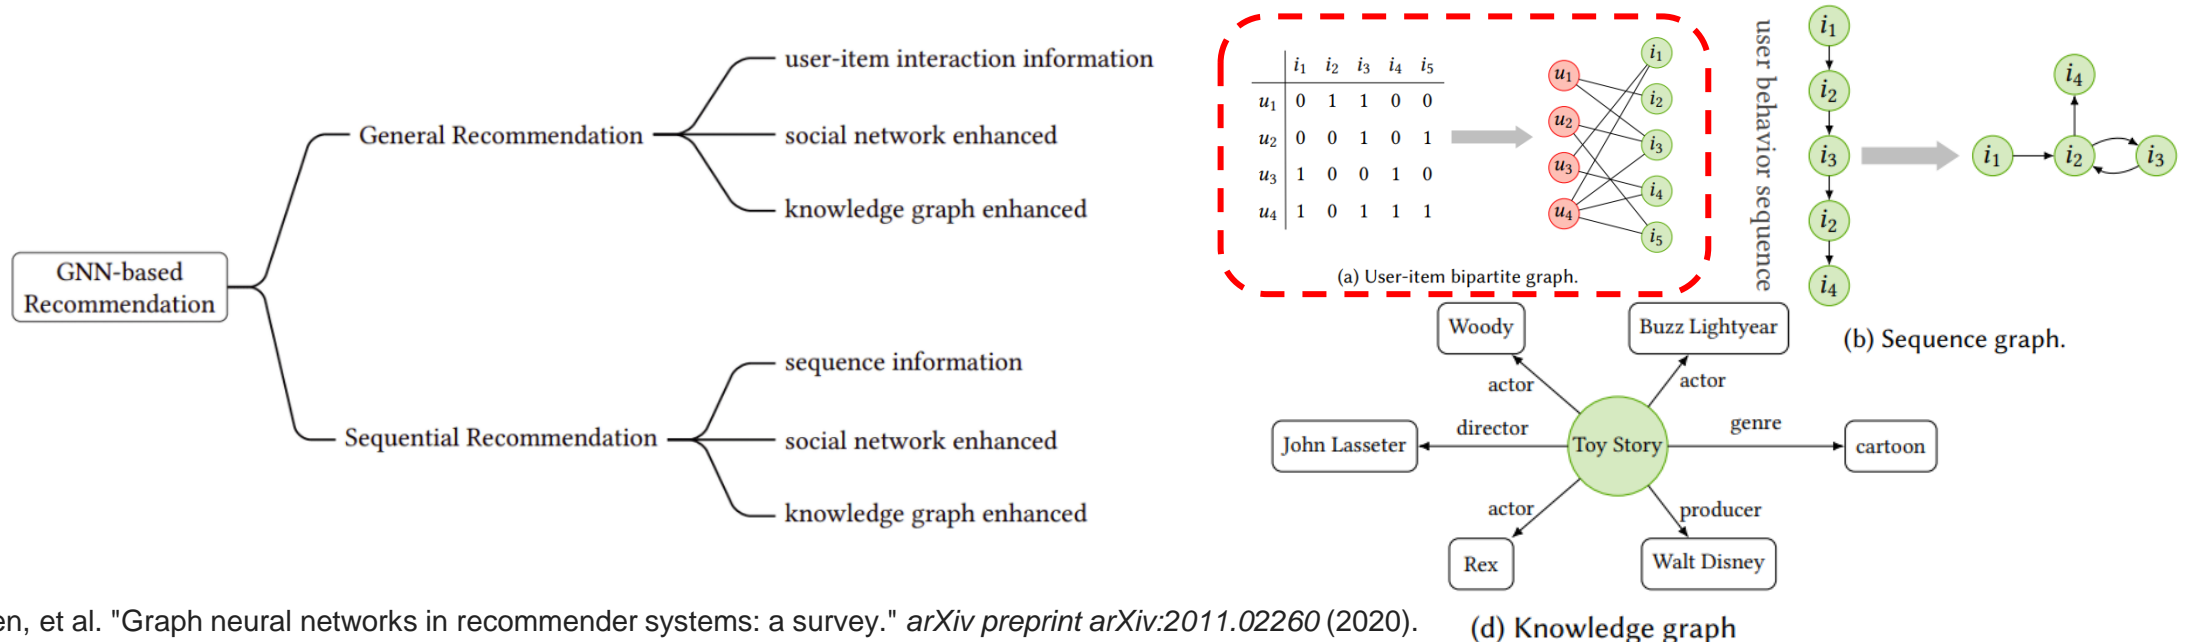 GNN-based
Recommendation
General Recommendation
user-item interaction information
social network enhanced
knowledge graph enhanced
Sequential Recommendation
sequence information
social network enhanced
knowledge graph enhanced
i1 i2 i3 i4 i5
u1 0 1 1 0 0
u2 0 0 1 0 1
u3 1 0 0 1 0
u4 1 0 1 1 1
u1
u2
u3
u4
i1
i2
i3
i4
i5
(a) User-item bipartite graph.
user behavior sequence
i1
i2
i3
i2
i4
i4
i1
i2
i3
(b) Sequence graph.
Woody
Buzz Lightyear
actor
actor
John Lasseter
director
Toy Story
genre
cartoon
actor
producer
Rex
Walt Disney
(d) Knowledge graph
en, et al. "Graph neural networks in recommender systems: a survey." arXiv preprint arXiv:2011.02260 (2020).